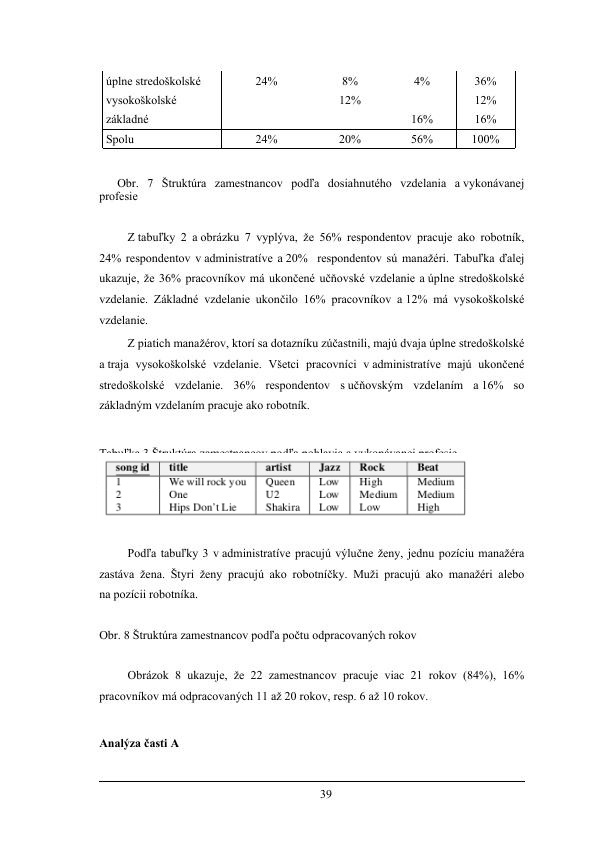 úplne stredoškolské 24% 8% 4% 36%
vysokoškolské 12% 12%
základné 16% 16%
Spolu 24% 20% 56% 100%
Obr. 7 Štruktúra zamestnancov podľa dosiahnutého vzdelania a vykonávanej
profesie
Z tabuľky 2 a obrázku 7 vyplýva, že 56% respondentov pracuje ako robotník,
24% respondentov v administratíve a 20% respondentov sú manažéri. Tabuľka ďalej
ukazuje, že 36% pracovníkov má ukončené učňovské vzdelanie a úplne stredoškolské
vzdelanie. Základné vzdelanie ukončilo 16% pracovníkov a 12% má vysokoškolské
vzdelanie.
Z piatich manažérov, ktorí sa dotazníku zúčastnili, majú dvaja úplne stredoškolské
a traja vysokoškolské vzdelanie. Všetci pracovníci v administratíve majú ukončené
stredoškolské vzdelanie. 36% respondentov s učňovským vzdelaním a 16% so
základným vzdelaním pracuje ako robotník.
Tabuľka 3 Štruktúra zamestnancov podľa pohlavia a vykonávanej profesie
song id title artist Jazz Rock Beat
1 We will rock you Queen Low High Medium
2 One U2 Low Medium Medium
3 Hips Don't Lie Shakira Low Low High
Podľa tabuľky 3 v administratíve pracujú výlučne ženy, jednu pozíciu manažéra
zastáva žena. Štyri ženy pracujú ako robotníčky. Muži pracujú ako manažéri alebo
na pozícii robotníka.
Obr. 8 Štruktúra zamestnancov podľa počtu odpracovaných rokov
Obrázok 8 ukazuje, že 22 zamestnancov pracuje viac 21 rokov (84%), 16%
pracovníkov má odpracovaných 11 až 20 rokov, resp. 6 až 10 rokov.
Analýza časti A
39